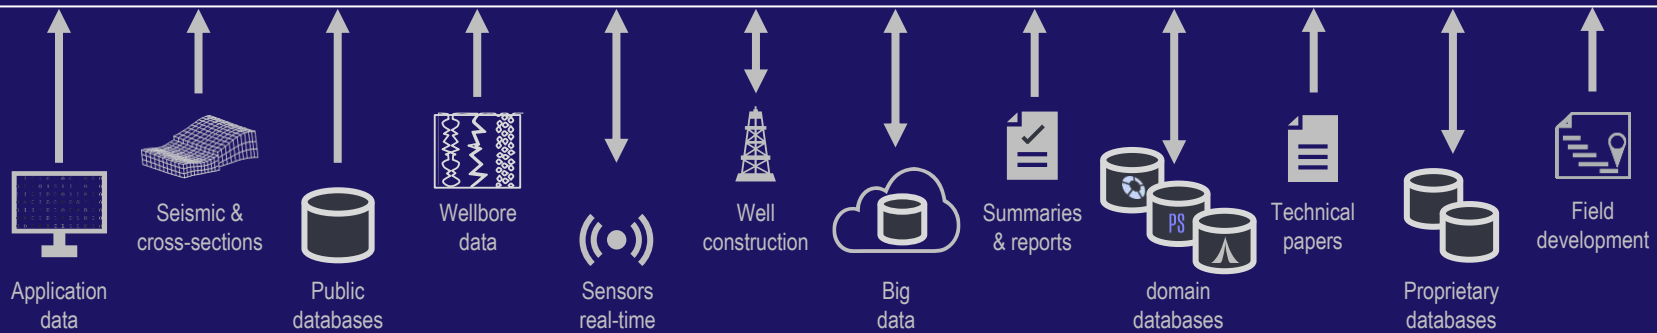 Application
data
Seismic &
cross-sections
Public
databases
Wellbore
data
Sensors
real-time
Well
construction
Big
data
Summaries
& reports
PS
domain
databases
Technical
papers
Proprietary
databases
Field
development